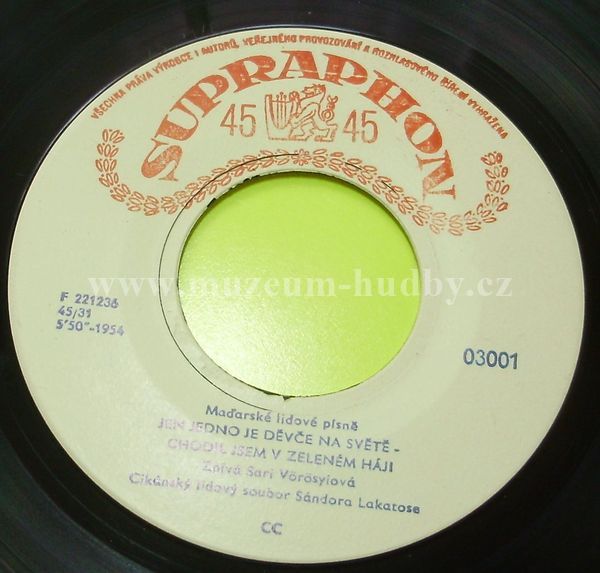 VŠECHNA PRÁVA VÝROBCE I AUTORŮ, VEŘEJNÉHO PROVOZOVÁNÍ A ROZHLASOVÉHO ŠÍŘENÍ VYHRAŽENA
SUPRAPHON
45 45
www.muzeum-hudby.cz
F 221236
45/31
5'50"-1954
03001
Maďarské lidové písně
JEN JEDNO JE DĚVČE NA SVĚTĚ -
CHODIL JSEM V ZELENÉM HÁJI
Zpívá Sari Vörösyiová
Cikánský lidový soubor Sándora Lakatose
CC